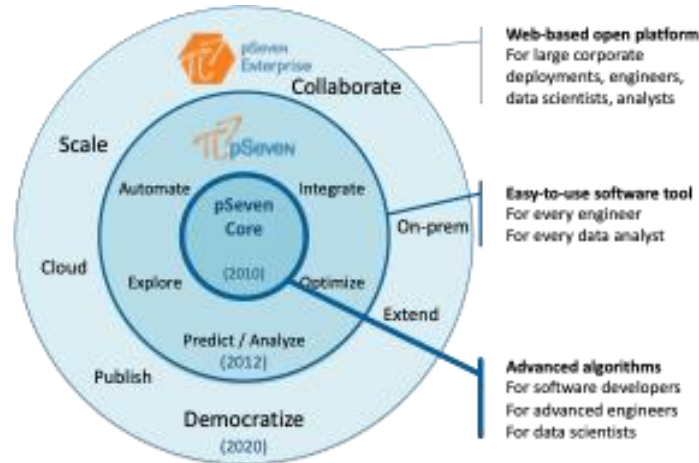 pSeven
Enterprise
Collaborate
Scale
pSeven
Automate
Integrate
pSeven
Core
(2010)
On-prem
Cloud
Explore
Optimize
Extend
Predict / Analyze
(2012)
Publish
Democratize
(2020)
Web-based open platform
For large corporate
deployments, engineers,
data scientists, analysts
Easy-to-use software tool
For every engineer
For every data analyst
Advanced algorithms
For software developers
For advanced engineers
For data scientists